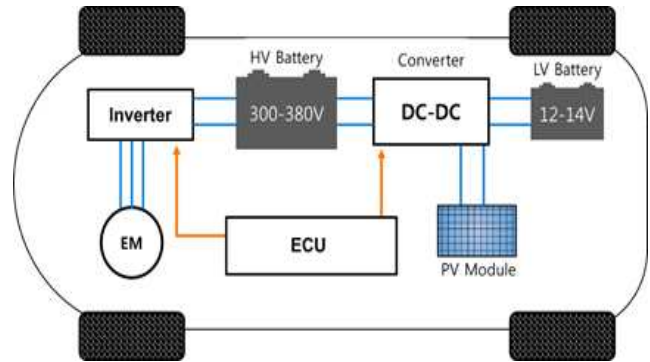 HV Battery
Converter
LV Battery
Inverter
300-380V
DC-DC
12-14V
EM
ECU
PV Module